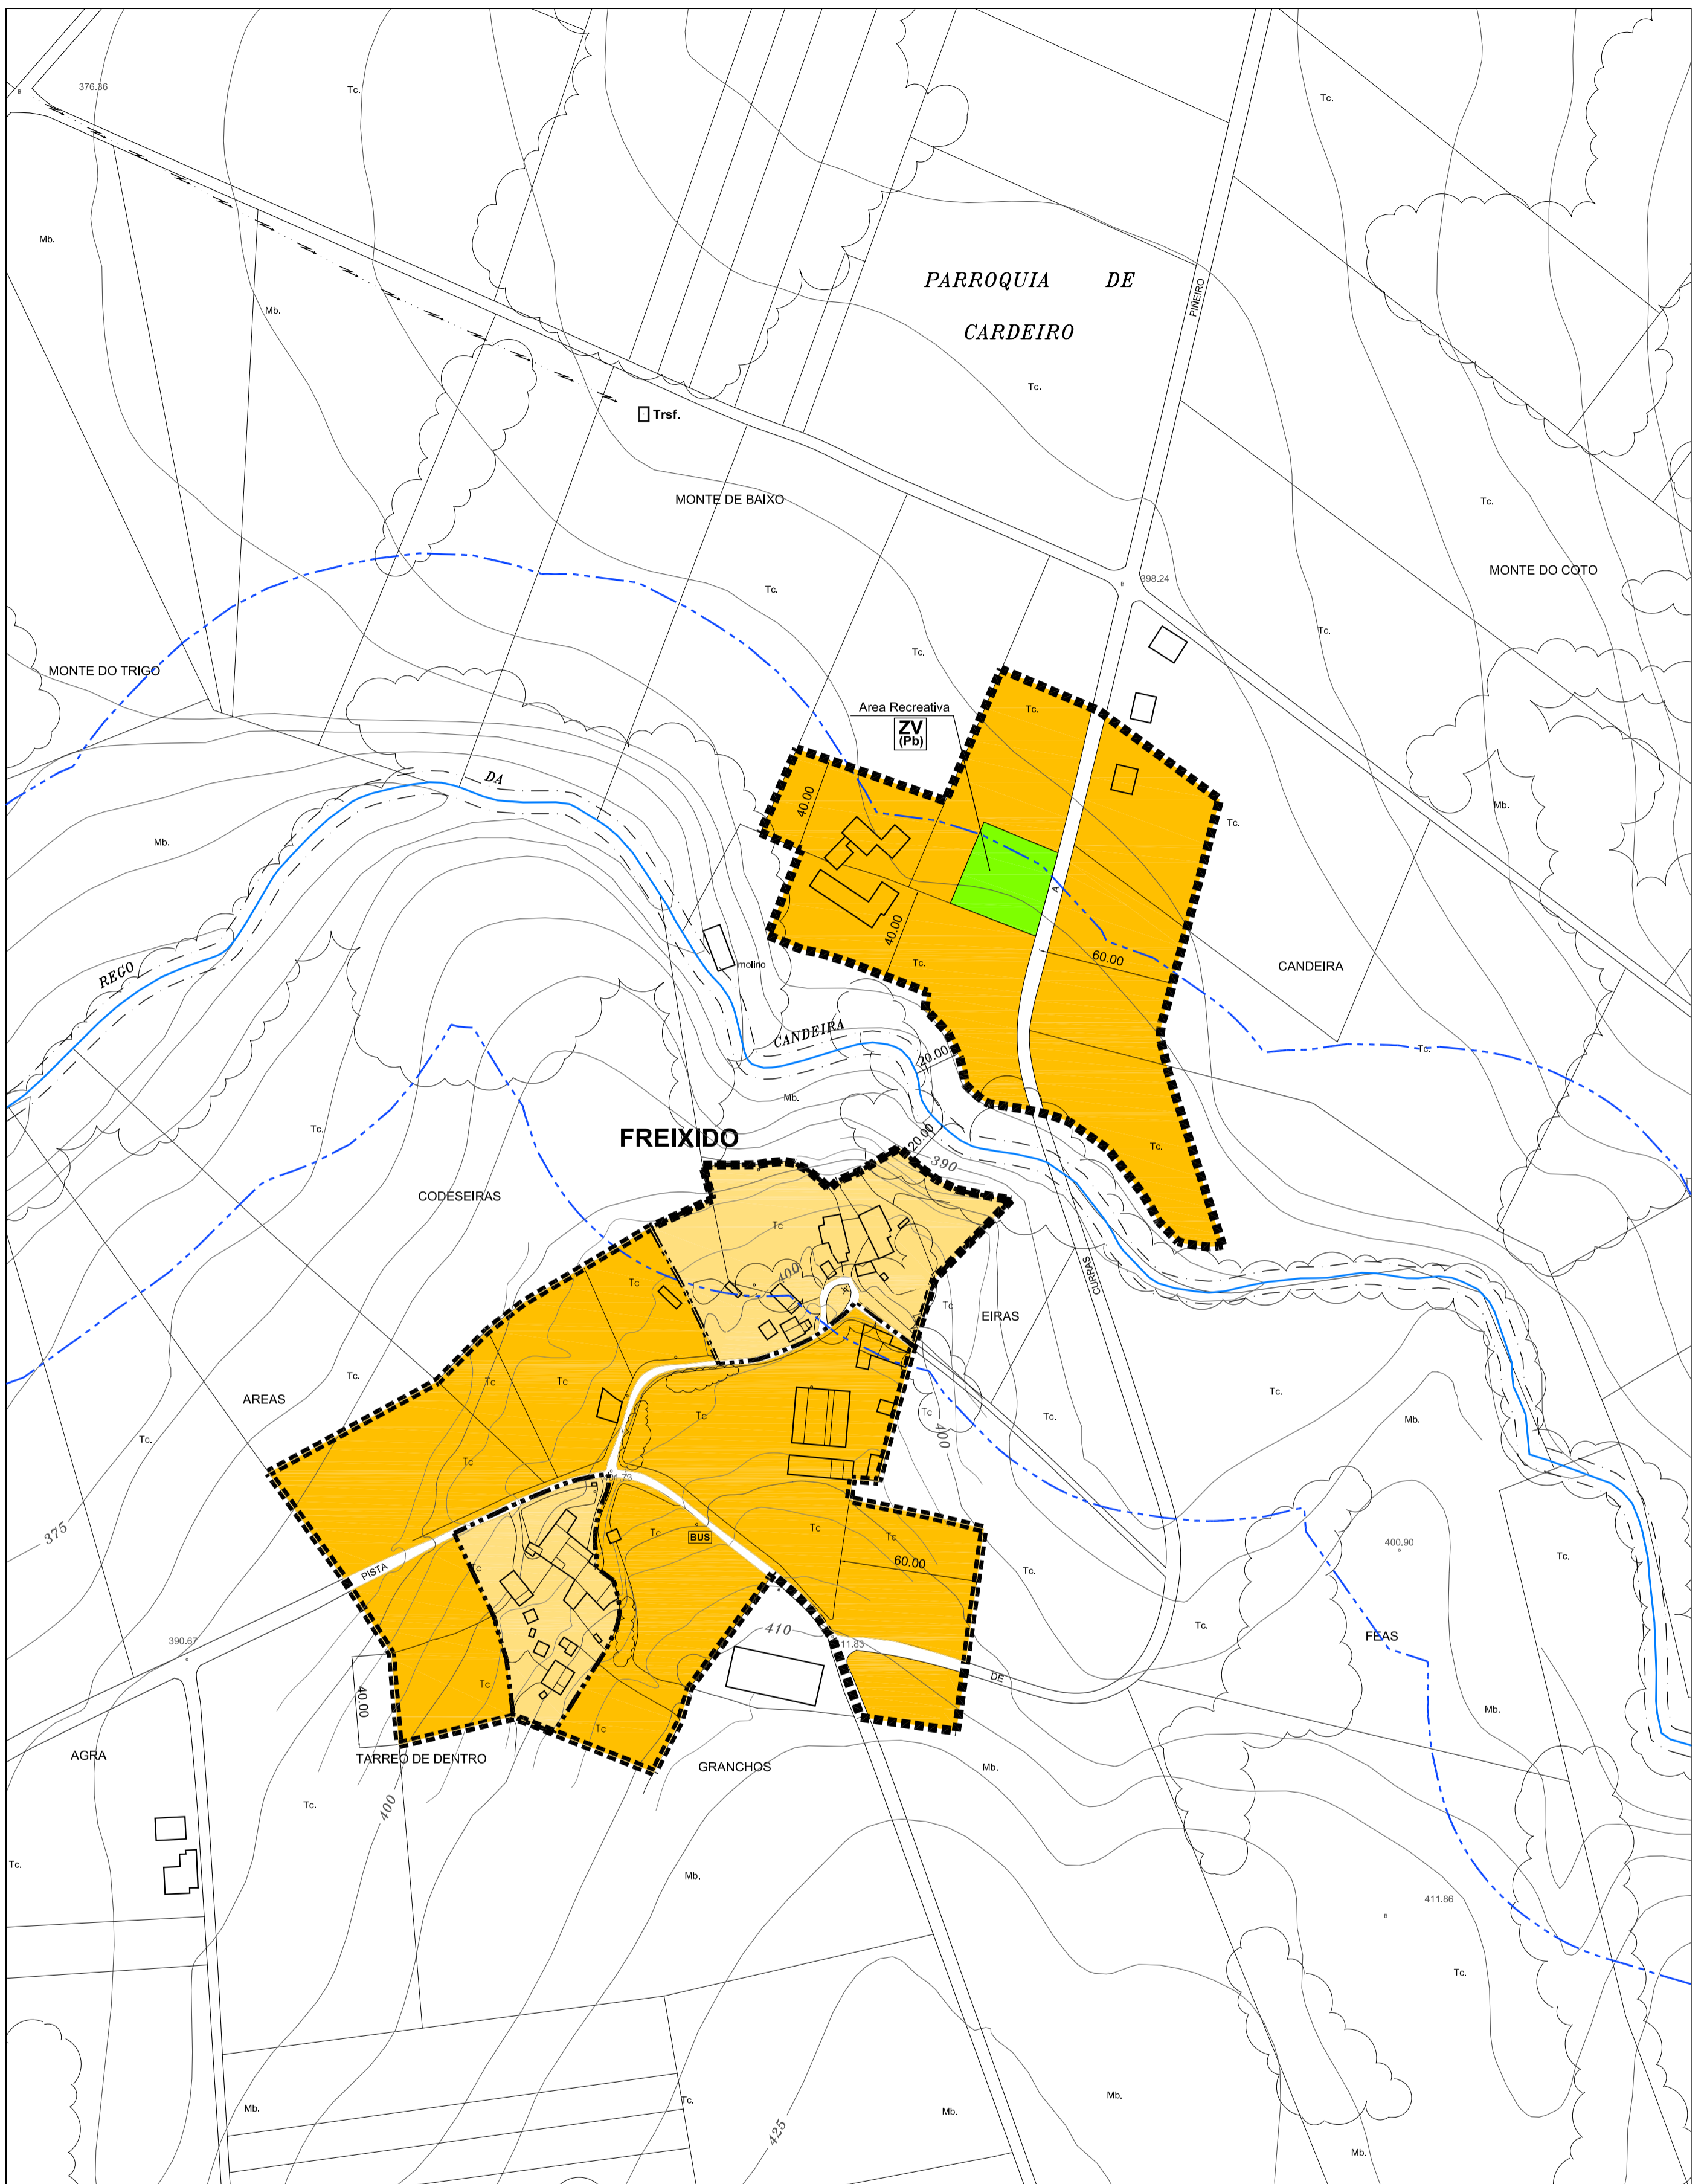 376.36
Tc.
Tc.
Mb.
Mb.
PARROQUIA DE
CARDEIRO
PIÑEIRO
Tc.
Trsf.
MONTE DE BAIXO
Tc.
398.24
MONTE DO COTO
Tc.
Tc.
Tc.
MONTE DO TRIGO
Tc.
Area Recreativa
ZV
(Pb)
Tc.
DA
40.00
Mb.
Tc.
Mb.
A
40.00
Tc.
60.00
CANDEIRA
REGO
molino
CANDEIRA
20.00
Tc.
Mb.
Tc.
FREIXIDO
20.00
390
Tc.
CODESEIRAS
Tc
Tc
400
CURRAS
EIRAS
Tc
Tc.
AREAS
Tc
Tc
Tc
Tc
Tc.
Tc.
400
Mb.
Tc.
Tc
375
BUS
Tc
Tc
Tc
60.00
400.90
Tc.
PISTA
Tc
Tc.
390.67
410
Tc.
FEAS
DE
40.00
Tc
Mb.
AGRA
TARREO DE DENTRO
Tc
GRANCHOS
Mb.
400
Tc.
Tc.
Mb.
411.86
Tc.
Mb.
Tc.
Mb.
Mb.
425
Mb.